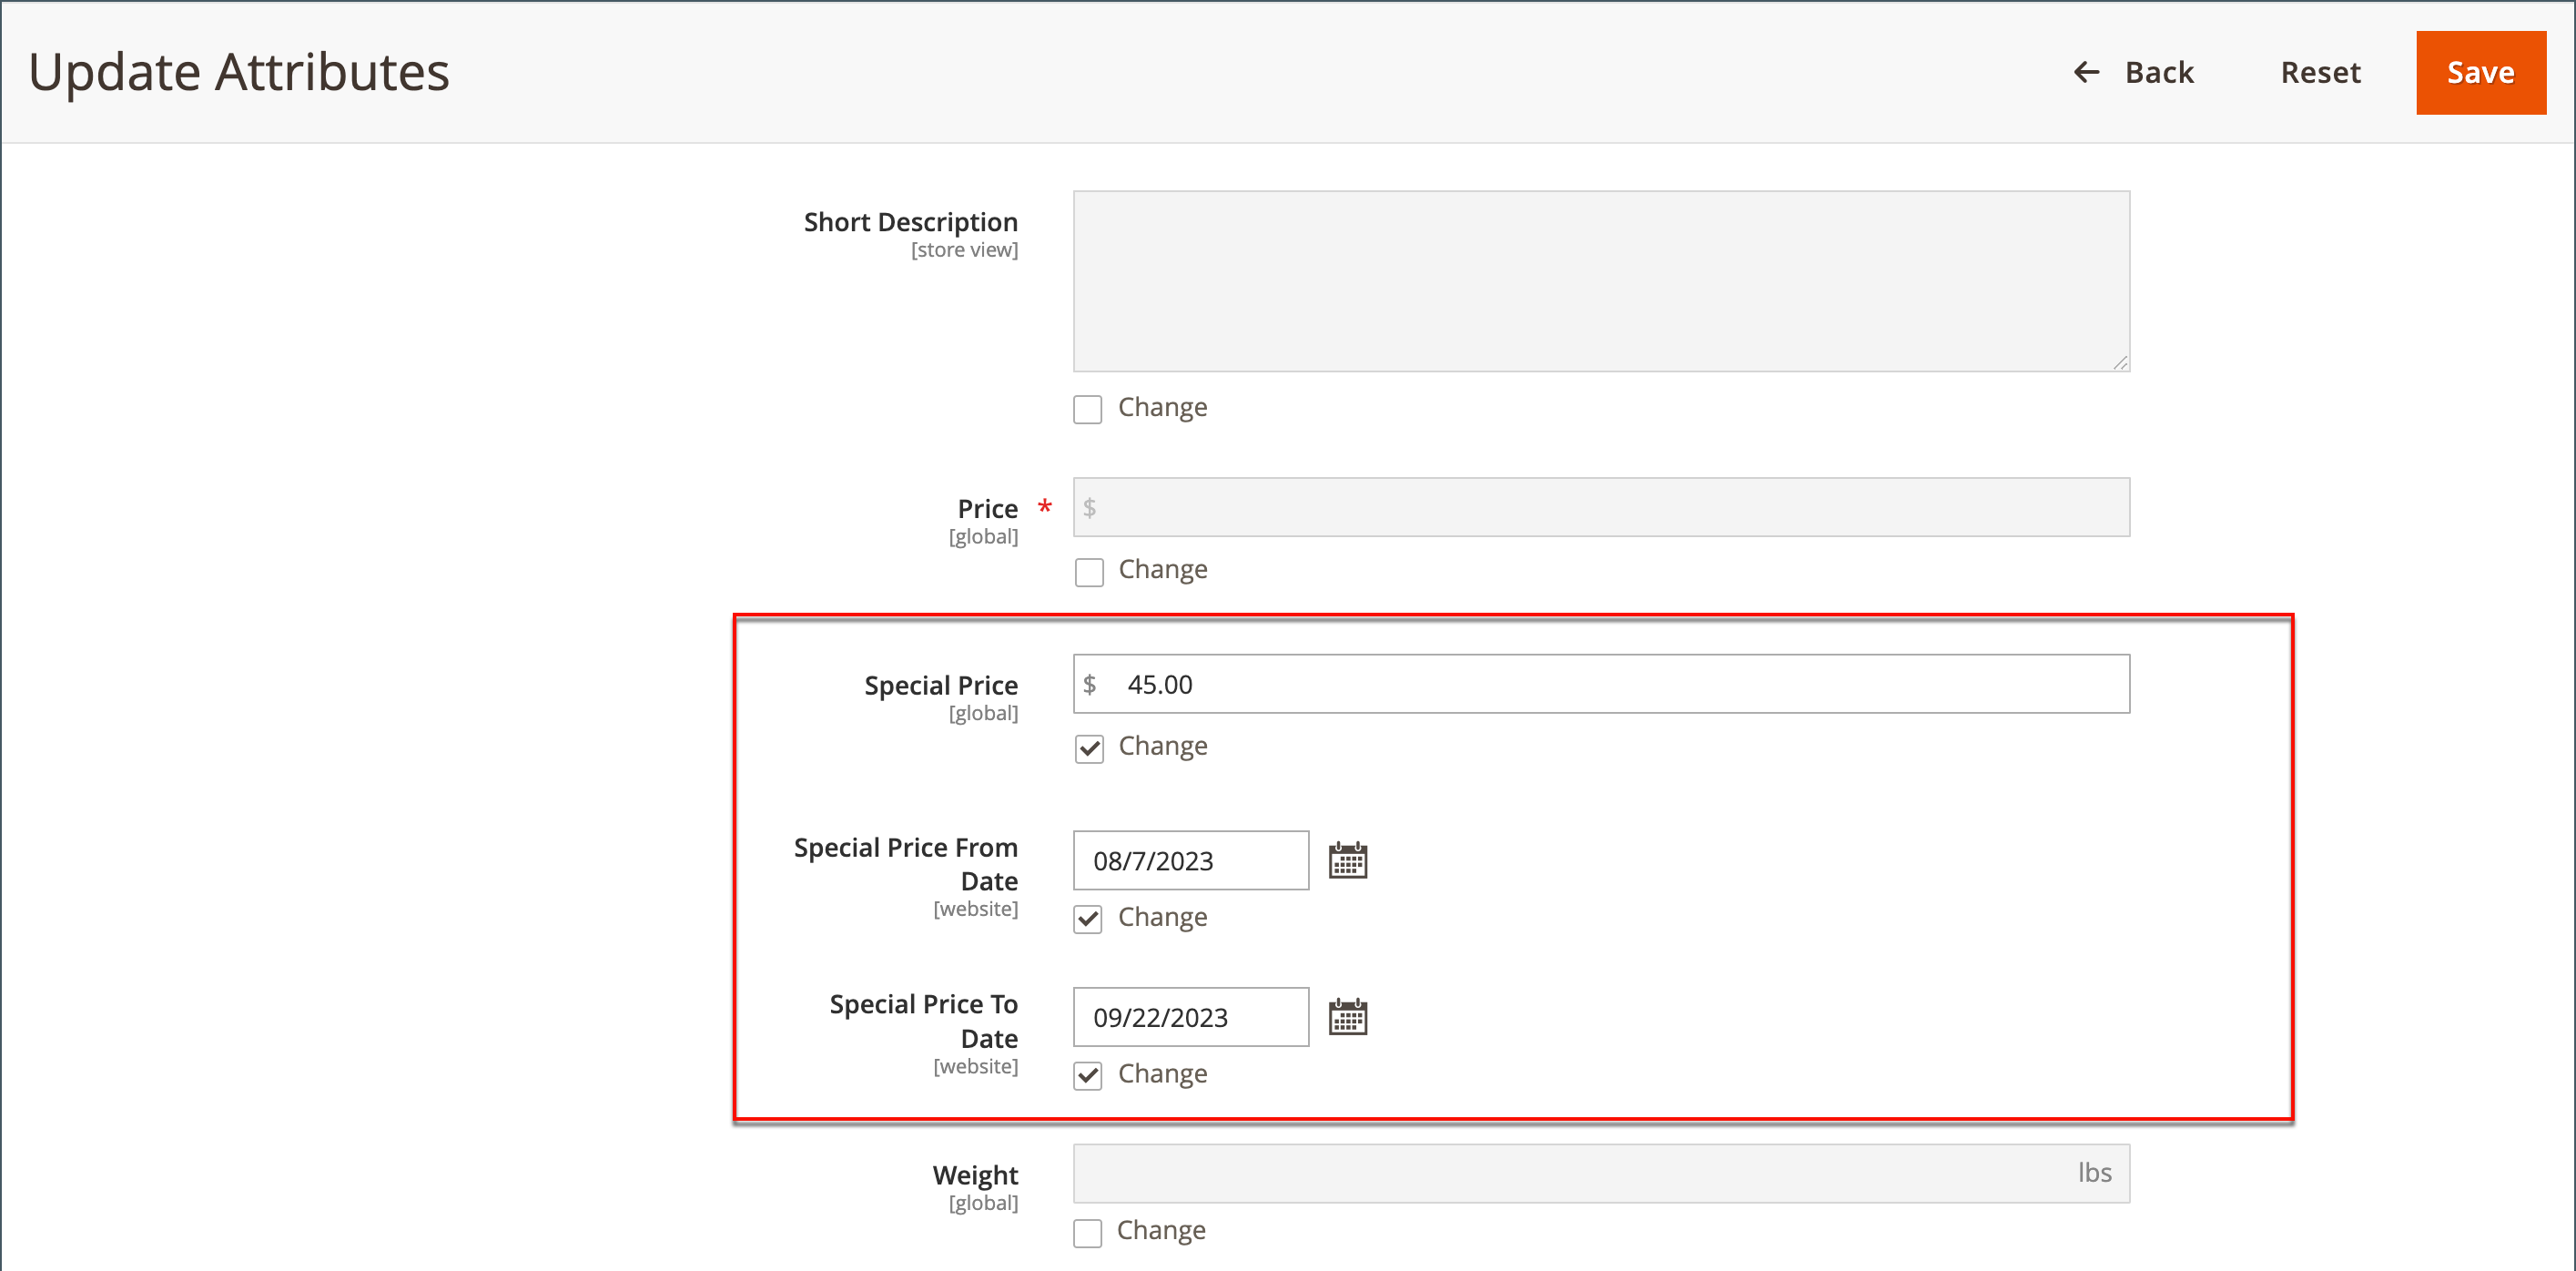 Update Attributes
Back
Reset
Save
Short Description
[store view]
Change
Price *
[global]
$
Change
Special Price
[global]
$ 45.00
Change
Special Price From
Date
[website]
08/7/2023
Change
Special Price To
Date
[website]
09/22/2023
Change
Weight
[global]
lbs
Change